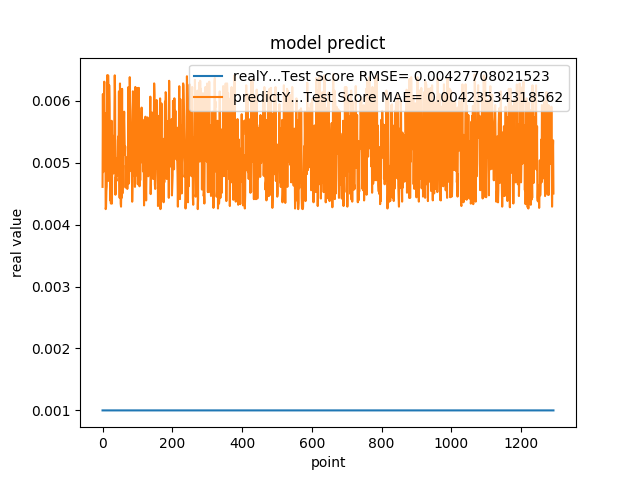 model predict
realY...Test Score RMSE= 0.00427708021523
predictY...Test Score MAE= 0.00423534318562
0.006
0.005
0.004
0.003
0.002
0.001
real value
0 200 400 600 800 1000 1200
point